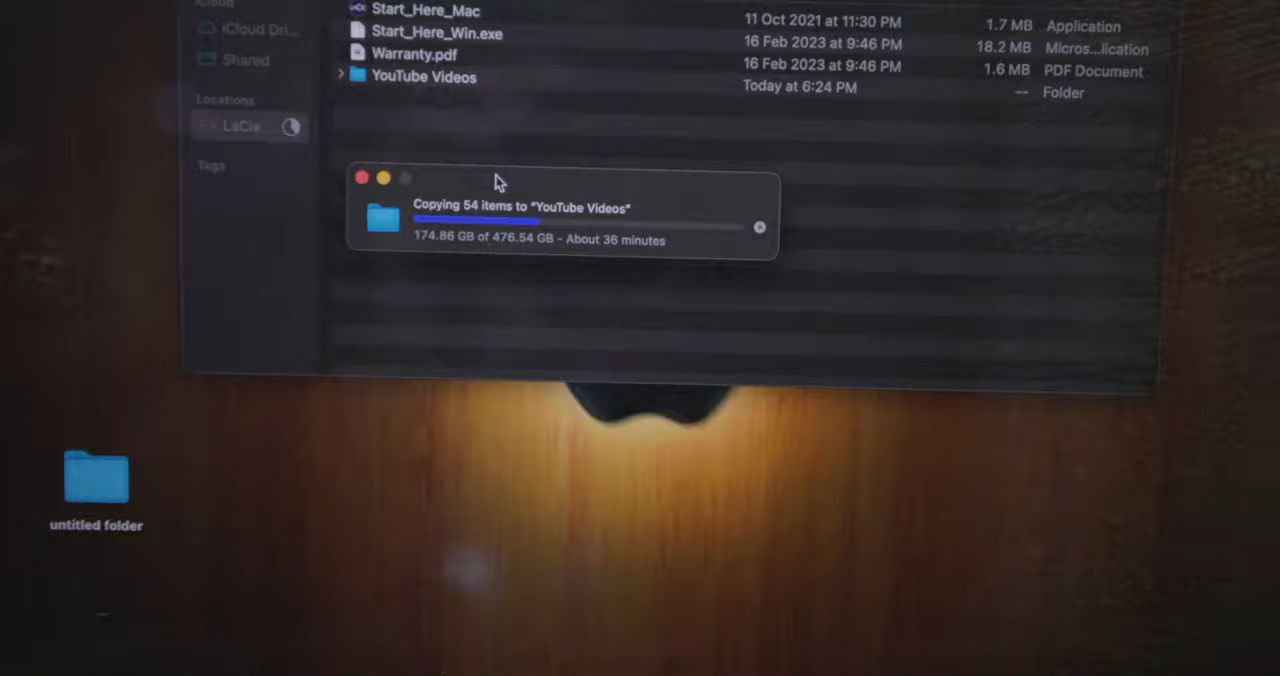 iCloud
iCloud Dri...
Shared
Locations
LaCie
Tags
Start_Here_Mac 11 Oct 2021 at 11:30 PM 1.7 MB Application
Start_Here_Win.exe 16 Feb 2023 at 9:46 PM 18.2 MB Micros...lication
Warranty.pdf 16 Feb 2023 at 9:46 PM 1.6 MB PDF Document
YouTube Videos Today at 6:24 PM -- Folder
Copying 54 items to “YouTube Videos”
174.86 GB of 476.54 GB - About 36 minutes
untitled folder